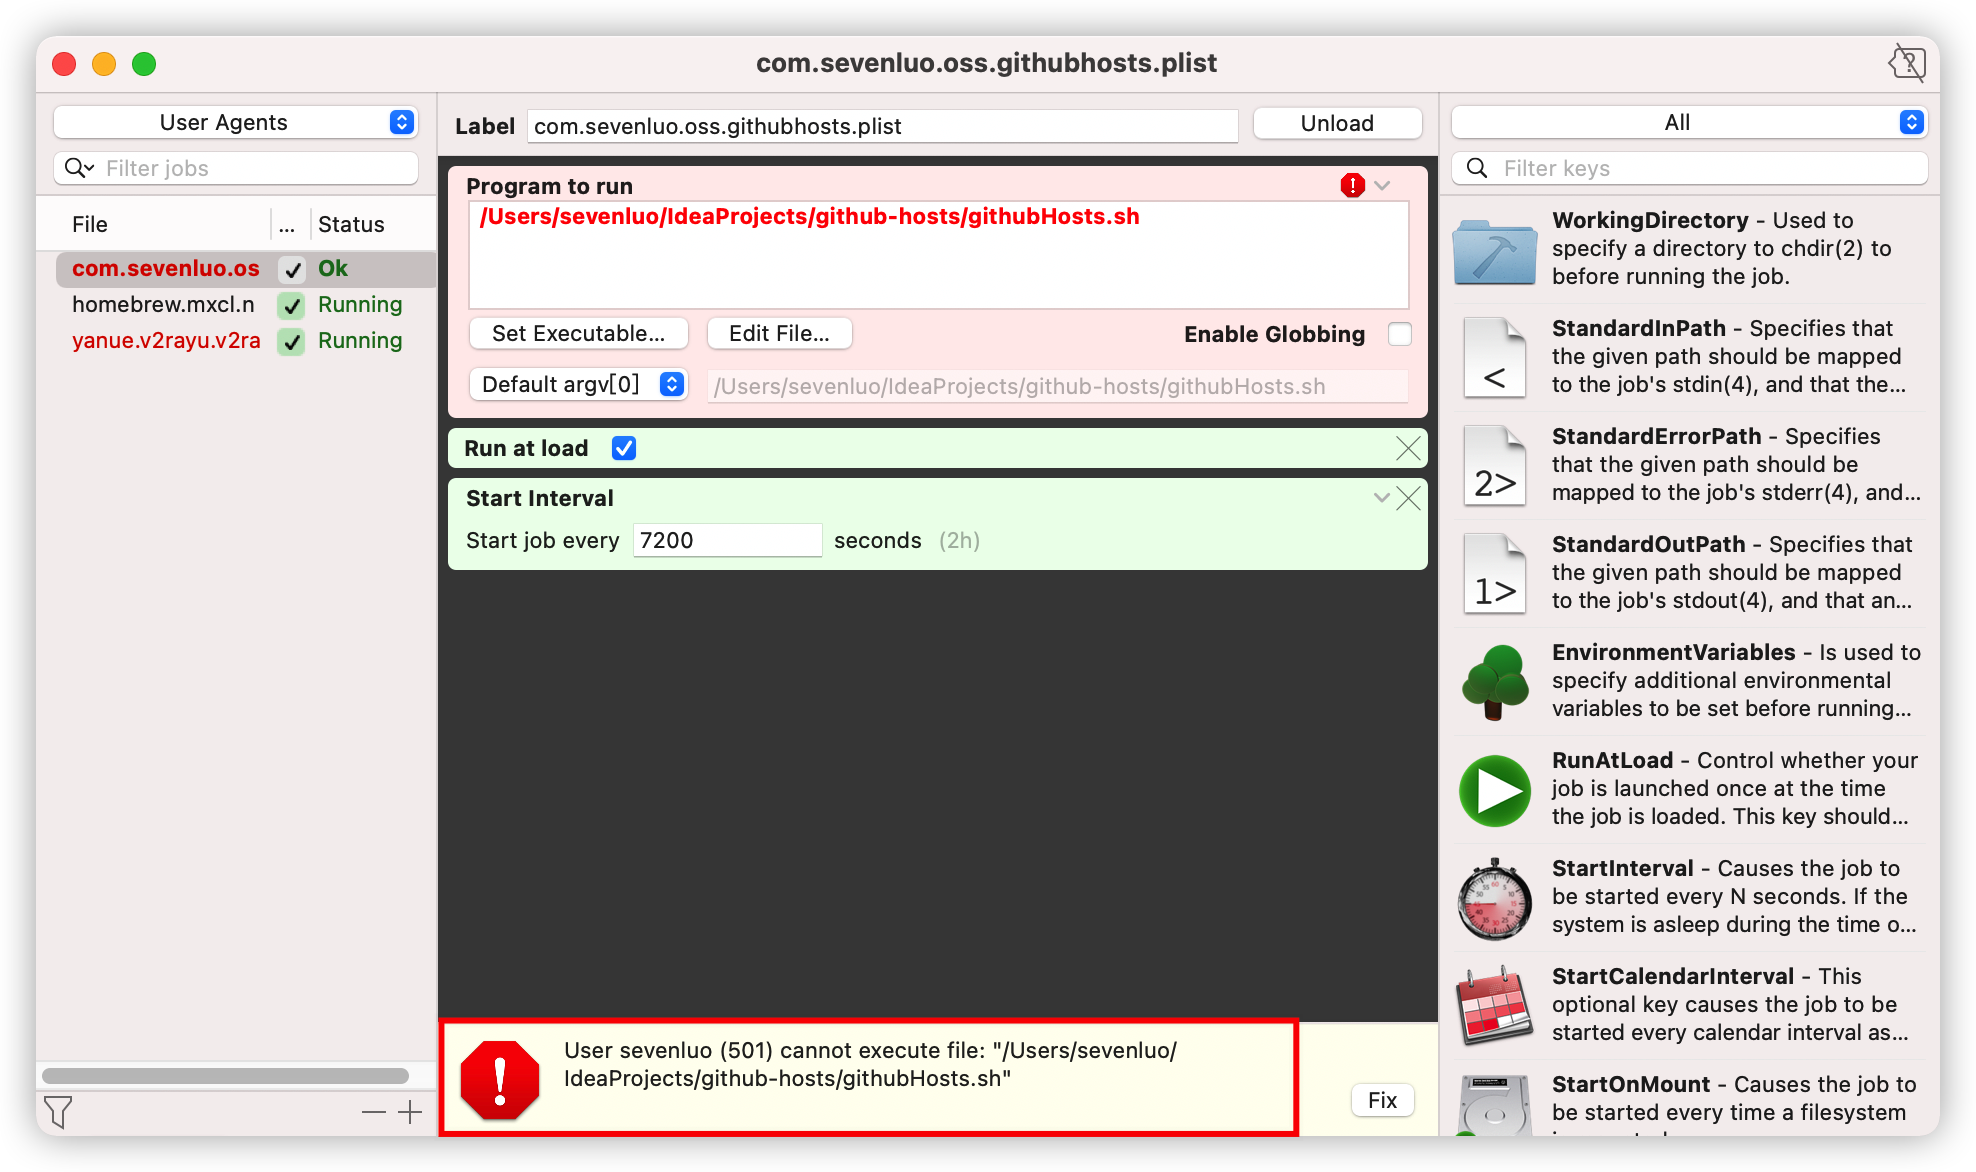 com.sevenluo.oss.githubhosts.plist
User Agents
Filter jobs
File
...
Status
com.sevenluo.os
Ok
homebrew.mxcl.n
Running
yanue.v2rayu.v2ra
Running
Label
com.sevenluo.oss.githubhosts.plist
Unload
Program to run
/Users/sevenluo/IdeaProjects/github-hosts/githubHosts.sh
Set Executable...
Edit File...
Enable Globbing
Default argv[0]
/Users/sevenluo/IdeaProjects/github-hosts/githubHosts.sh
Run at load
Start Interval
Start job every
7200
seconds
(2h)
User sevenluo (501) cannot execute file: "/Users/sevenluo/
IdeaProjects/github-hosts/githubHosts.sh"
Fix
All
Filter keys
WorkingDirectory - Used to
specify a directory to chdir(2) to
before running the job.
<
StandardInPath - Specifies that
the given path should be mapped
to the job's stdin(4), and that the...
2>
StandardErrorPath - Specifies
that the given path should be
mapped to the job's stderr(4), and...
1>
StandardOutPath - Specifies that
the given path should be mapped
to the job's stdout(4), and that an...
EnvironmentVariables - Is used to
specify additional environmental
variables to be set before running...
RunAtLoad - Control whether your
job is launched once at the time
the job is loaded. This key should...
StartInterval - Causes the job to
be started every N seconds. If the
system is asleep during the time o...
StartCalendarInterval - This
optional key causes the job to be
started every calendar interval as...
StartOnMount - Causes the job to
be started every time a filesystem